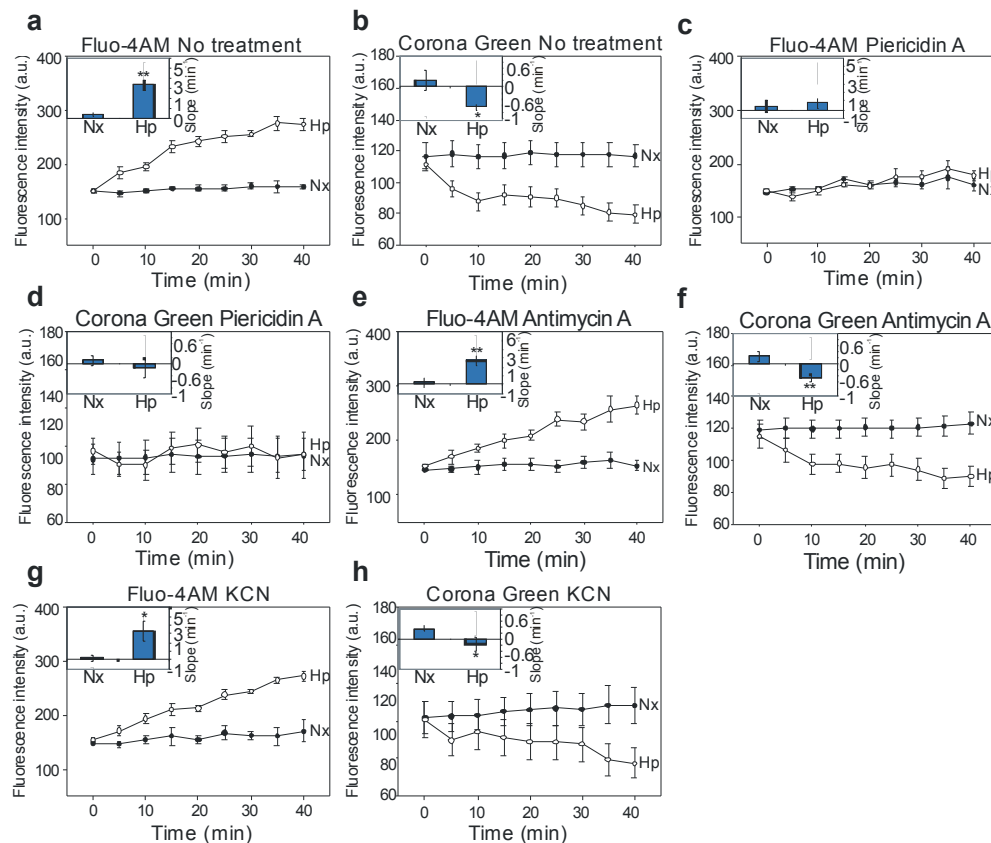 a
Fluo-4AM No treatment
Fluorescence intensity (a.u.)
400
300
200
100
5
3
1
0
Slope (min⁻¹)
**
Nx
Hp
Hp
Nx
0 10 20 30 40
Time (min)
b
Corona Green No treatment
Fluorescence intensity (a.u.)
180
160
140
120
100
80
60
0.6
0
-0.6
-1
Slope (min⁻¹)
*
Nx
Hp
Nx
Hp
0 10 20 30 40
Time (min)
c
Fluo-4AM Piericidin A
Fluorescence intensity (a.u.)
400
300
200
100
5
3
1
-1
Slope (min⁻¹)
Nx
Hp
Hp
Nx
0 10 20 30 40
Time (min)
d
Corona Green Piericidin A
Fluorescence intensity (a.u.)
180
160
140
120
100
80
60
0.6
0
-0.6
-1
Slope (min⁻¹)
Nx
Hp
Hp
Nx
0 10 20 30 40
Time (min)
e
Fluo-4AM Antimycin A
Fluorescence intensity (a.u.)
400
300
200
100
6
3
1
-1
Slope (min⁻¹)
**
Nx
Hp
Hp
Nx
0 10 20 30 40
Time (min)
f
Corona Green Antimycin A
Fluorescence intensity (a.u.)
180
160
140
120
100
80
60
0.6
0
-0.6
-1
Slope (min⁻¹)
**
Nx
Hp
Nx
Hp
0 10 20 30 40
Time (min)
g
Fluo-4AM KCN
Fluorescence intensity (a.u.)
400
300
200
100
5
3
1
-1
Slope (min⁻¹)
*
Nx
Hp
Hp
Nx
0 10 20 30 40
Time (min)
h
Corona Green KCN
Fluorescence intensity (a.u.)
180
160
140
120
100
80
60
0.6
0
-0.6
-1
Slope (min⁻¹)
*
Nx
Hp
Nx
Hp
0 10 20 30 40
Time (min)